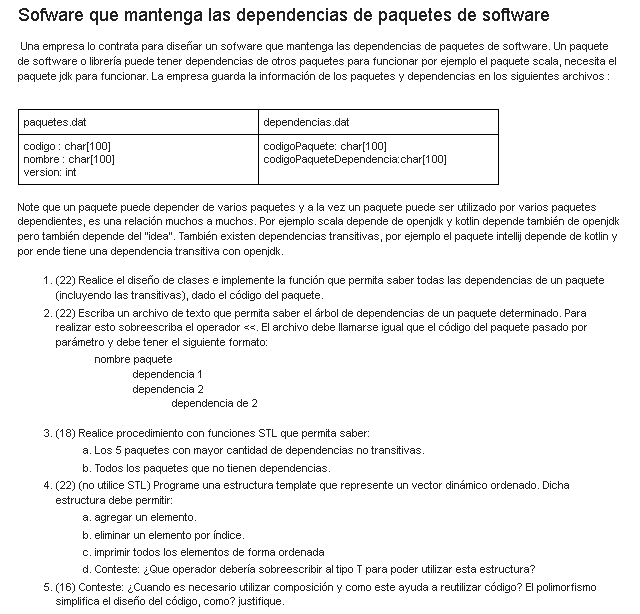 Sofware que mantenga las dependencias de paquetes de software
Una empresa lo contrata para diseñar un sofware que mantenga las dependencias de paquetes de software. Un paquete
de software o librería puede tener dependencias de otros paquetes para funcionar por ejemplo el paquete scala, necesita el
paquete jdk para funcionar. La empresa guarda la información de los paquetes y dependencias en los siguientes archivos :
paquetes.dat
dependencias.dat
codigo : char[100]
nombre : char[100]
version: int
codigoPaquete: char[100]
codigoPaqueteDependencia:char[100]
Note que un paquete puede depender de varios paquetes y a la vez un paquete puede ser utilizado por varios paquetes
dependientes, es una relación muchos a muchos. Por ejemplo scala depende de openjdk y kotlin depende también de openjdk
pero también depende del "idea". También existen dependencias transitivas, por ejemplo el paquete intellij depende de kotlin y
por ende tiene una dependencia transitiva con openjdk.
1. (22) Realice el diseño de clases e implemente la función que permita saber todas las dependencias de un paquete
(incluyendo las transitivas), dado el código del paquete.
2. (22) Escriba un archivo de texto que permita saber el árbol de dependencias de un paquete determinado. Para
realizar esto sobreescriba el operador <<. El archivo debe llamarse igual que el código del paquete pasado por
parámetro y debe tener el siguiente formato:
nombre paquete
dependencia 1
dependencia 2
dependencia de 2
3. (18) Realice procedimiento con funciones STL que permita saber:
a. Los 5 paquetes con mayor cantidad de dependencias no transitivas.
b. Todos los paquetes que no tienen dependencias.
4. (22) (no utilice STL) Programe una estructura template que represente un vector dinámico ordenado. Dicha
estructura debe permitir:
a. agregar un elemento.
b. eliminar un elemento por índice.
c. imprimir todos los elementos de forma ordenada
d. Conteste: ¿Que operador debería sobreescribir al tipo T para poder utilizar esta estructura?
5. (16) Conteste: ¿Cuando es necesario utilizar composición y como este ayuda a reutilizar código? El polimorfismo
simplifica el diseño del código, como? justifique.